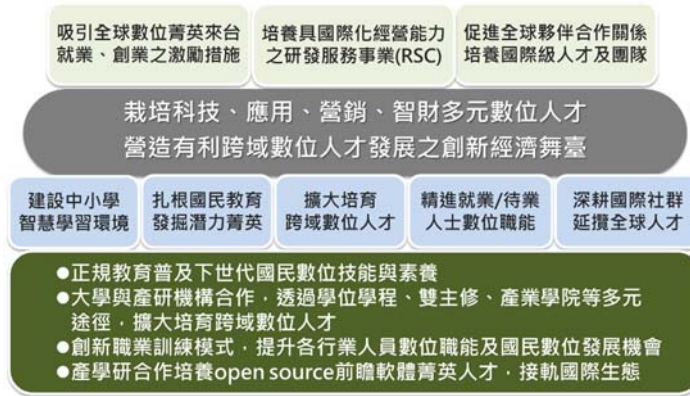 吸引全球數位菁英來台
就業、創業之激勵措施
培養具國際化經營能力
之研發服務事業(RSC)
促進全球夥伴合作關係
培養國際級人才及團隊
栽培科技、應用、營銷、智財多元數位人才
營造有利跨域數位人才發展之創新經濟舞臺
建設中小學
智慧學習環境
扎根國民教育
發掘潛力菁英
擴大培育
跨域數位人才
精進就業/待業
人士數位職能
深耕國際社群
延攬全球人才
●正規教育普及下世代國民數位技能與素養
●大學與產研機構合作，透過學位學程、雙主修、產業學院等多元
途徑，擴大培育跨域數位人才
●創新職業訓練模式，提升各行業人員數位職能及國民數位發展機會
●產學研合作培養open source前瞻軟體菁英人才，接軌國際生態